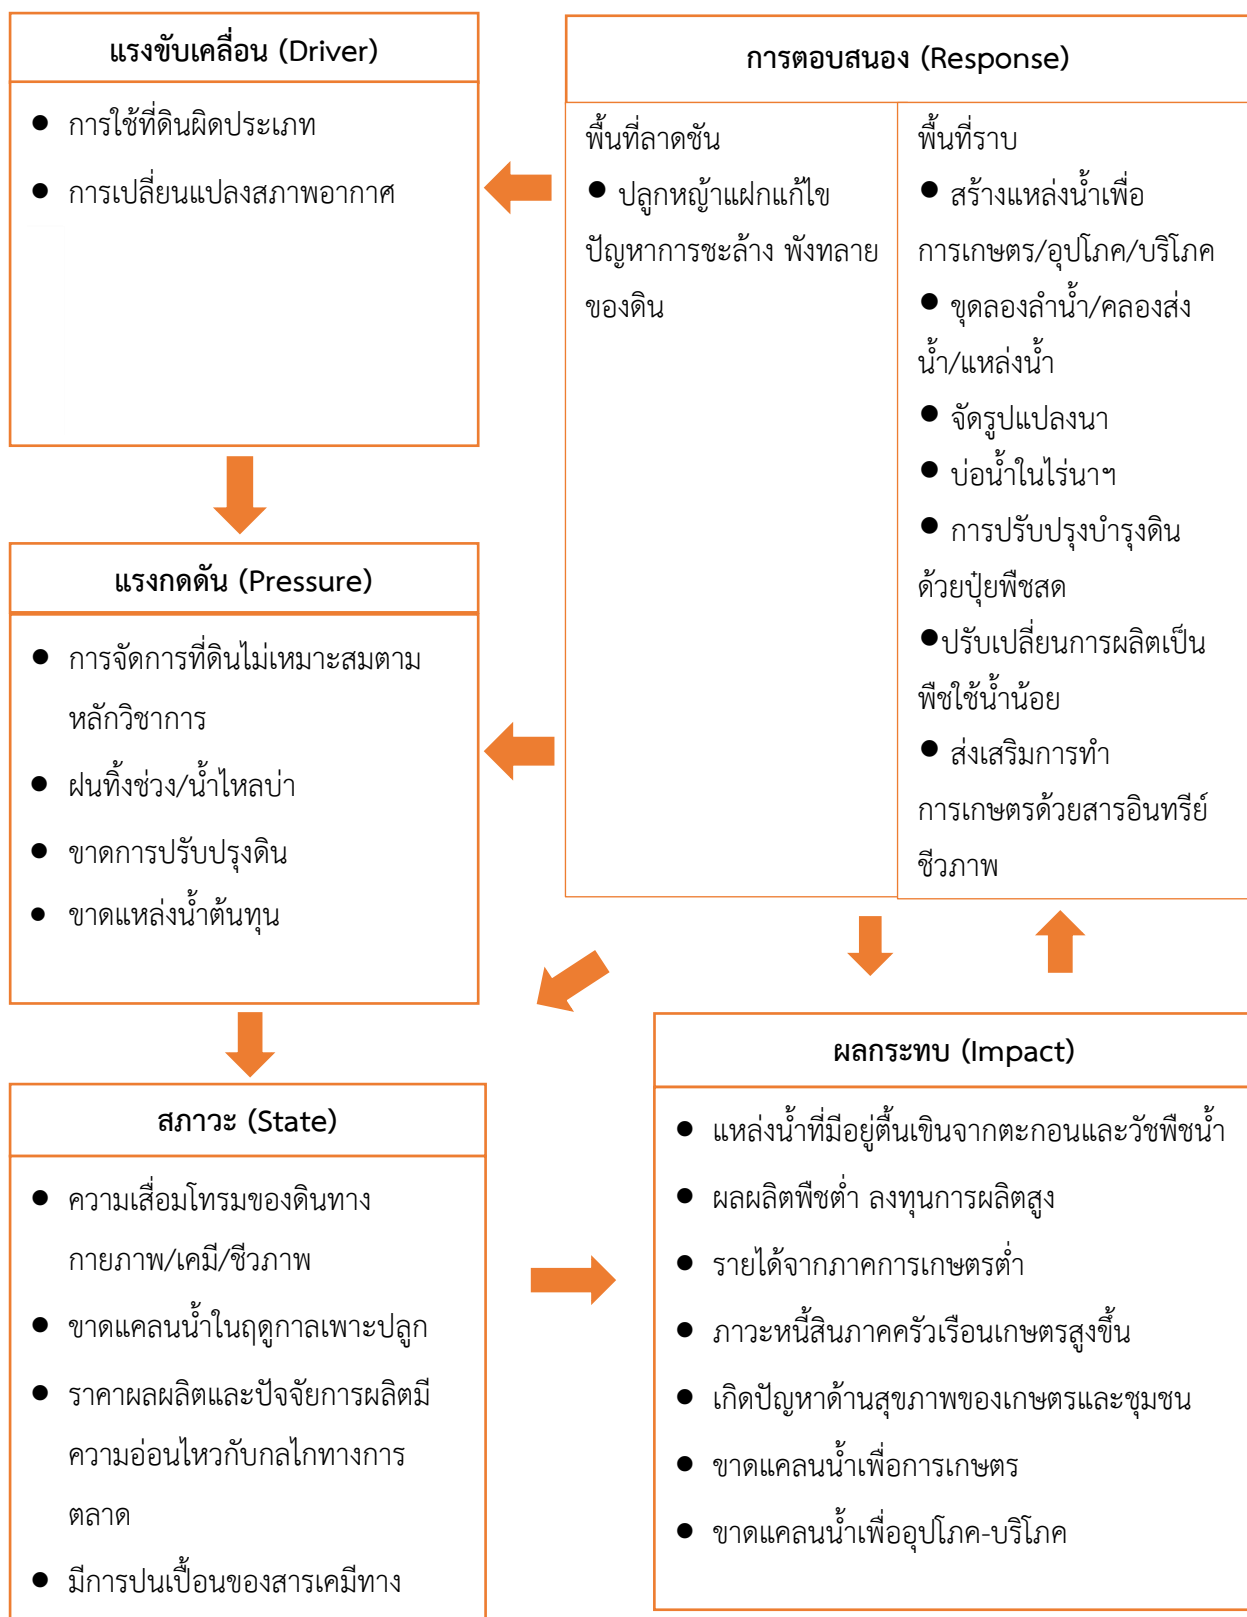 แรงขับเคลื่อน (Driver)
● การใช้ที่ดินผิดประเภท
● การเปลี่ยนแปลงสภาพอากาศ
การตอบสนอง (Response)
พื้นที่ลาดชัน
● ปลูกหญ้าแฝกแก้ไข
ปัญหาการชะล้าง พังทลาย
ของดิน
พื้นที่ราบ
● สร้างแหล่งน้ำเพื่อ
การเกษตร/อุปโภค/บริโภค
● ขุดลองลำน้ำ/คลองส่ง
น้ำ/แหล่งน้ำ
● จัดรูปแปลงนา
● บ่อน้ำในไร่นาฯ
● การปรับปรุงบำรุงดิน
ด้วยปุ๋ยพืชสด
●ปรับเปลี่ยนการผลิตเป็น
พืชใช้น้ำน้อย
● ส่งเสริมการทำ
การเกษตรด้วยสารอินทรีย์
ชีวภาพ
แรงกดดัน (Pressure)
● การจัดการที่ดินไม่เหมาะสมตาม
หลักวิชาการ
● ฝนทิ้งช่วง/น้ำไหลบ่า
● ขาดการปรับปรุงดิน
● ขาดแหล่งน้ำต้นทุน
สภาวะ (State)
● ความเสื่อมโทรมของดินทาง
กายภาพ/เคมี/ชีวภาพ
● ขาดแคลนน้ำในฤดูกาลเพาะปลูก
● ราคาผลผลิตและปัจจัยการผลิตมี
ความอ่อนไหวกับกลไกทางการ
ตลาด
● มีการปนเปื้อนของสารเคมีทาง
ผลกระทบ (Impact)
● แหล่งน้ำที่มีอยู่ตื้นเขินจากตะกอนและวัชพืชน้ำ
● ผลผลิตพืชต่ำ ลงทุนการผลิตสูง
● รายได้จากภาคการเกษตรต่ำ
● ภาวะหนี้สินภาคครัวเรือนเกษตรสูงขึ้น
● เกิดปัญหาด้านสุขภาพของเกษตรและชุมชน
● ขาดแคลนน้ำเพื่อการเกษตร
● ขาดแคลนน้ำเพื่ออุปโภค-บริโภค